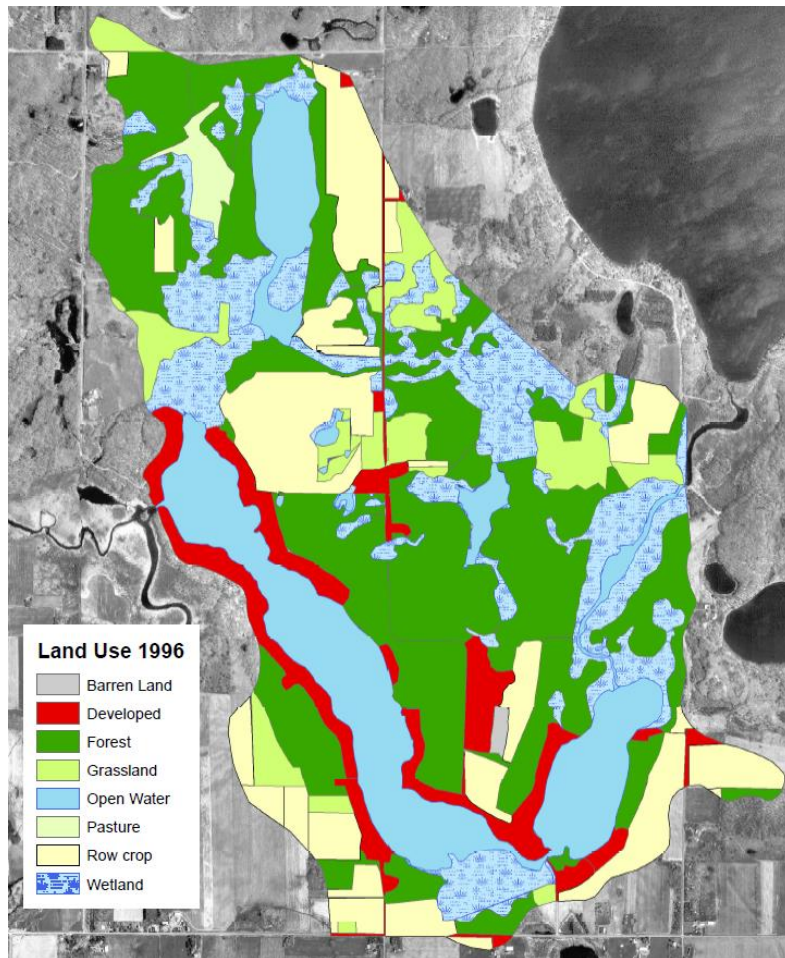 Land Use 1996
Barren Land
Developed
Forest
Grassland
Open Water
Pasture
Row crop
Wetland